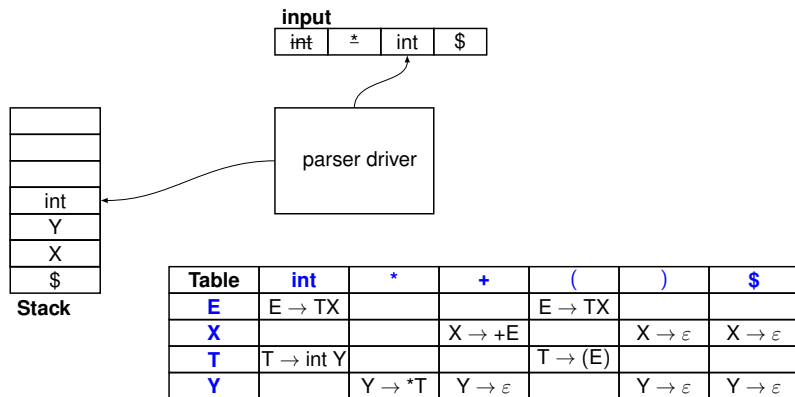 input
int * int $
parser driver
int
Y
X
$
Stack
Table int * + ( ) $
E E → TX E → TX
X X → +E X → ε X → ε
T T → int Y T → (E)
Y Y → *T Y → ε Y → ε Y → ε